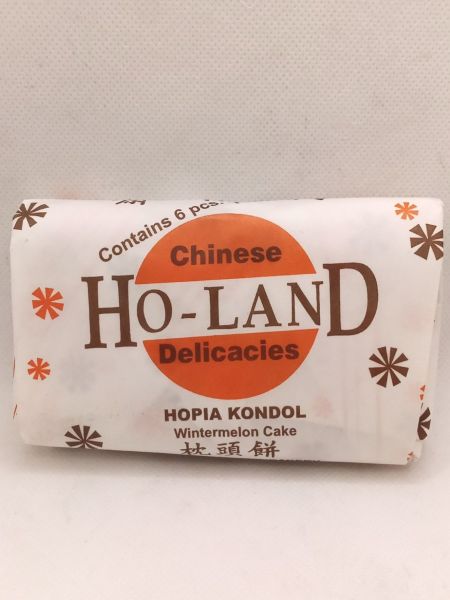 Contains 6 pcs.
Chinese
HO-LAND
Delicacies
HOPIA KONDOL
Wintermelon Cake
枕頭餅